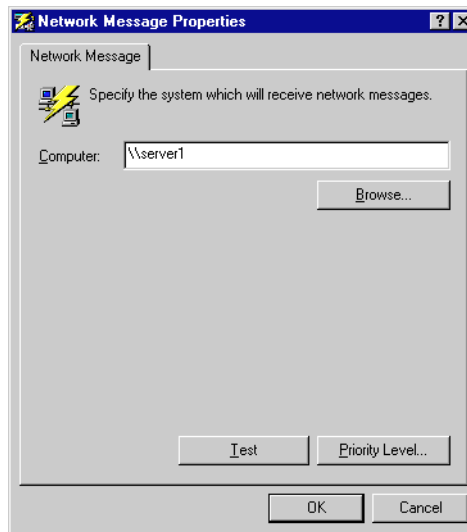 Network Message Properties
Network Message
Specify the system which will receive network messages.
Computer: \\server1
Browse...
Test Priority Level...
OK Cancel